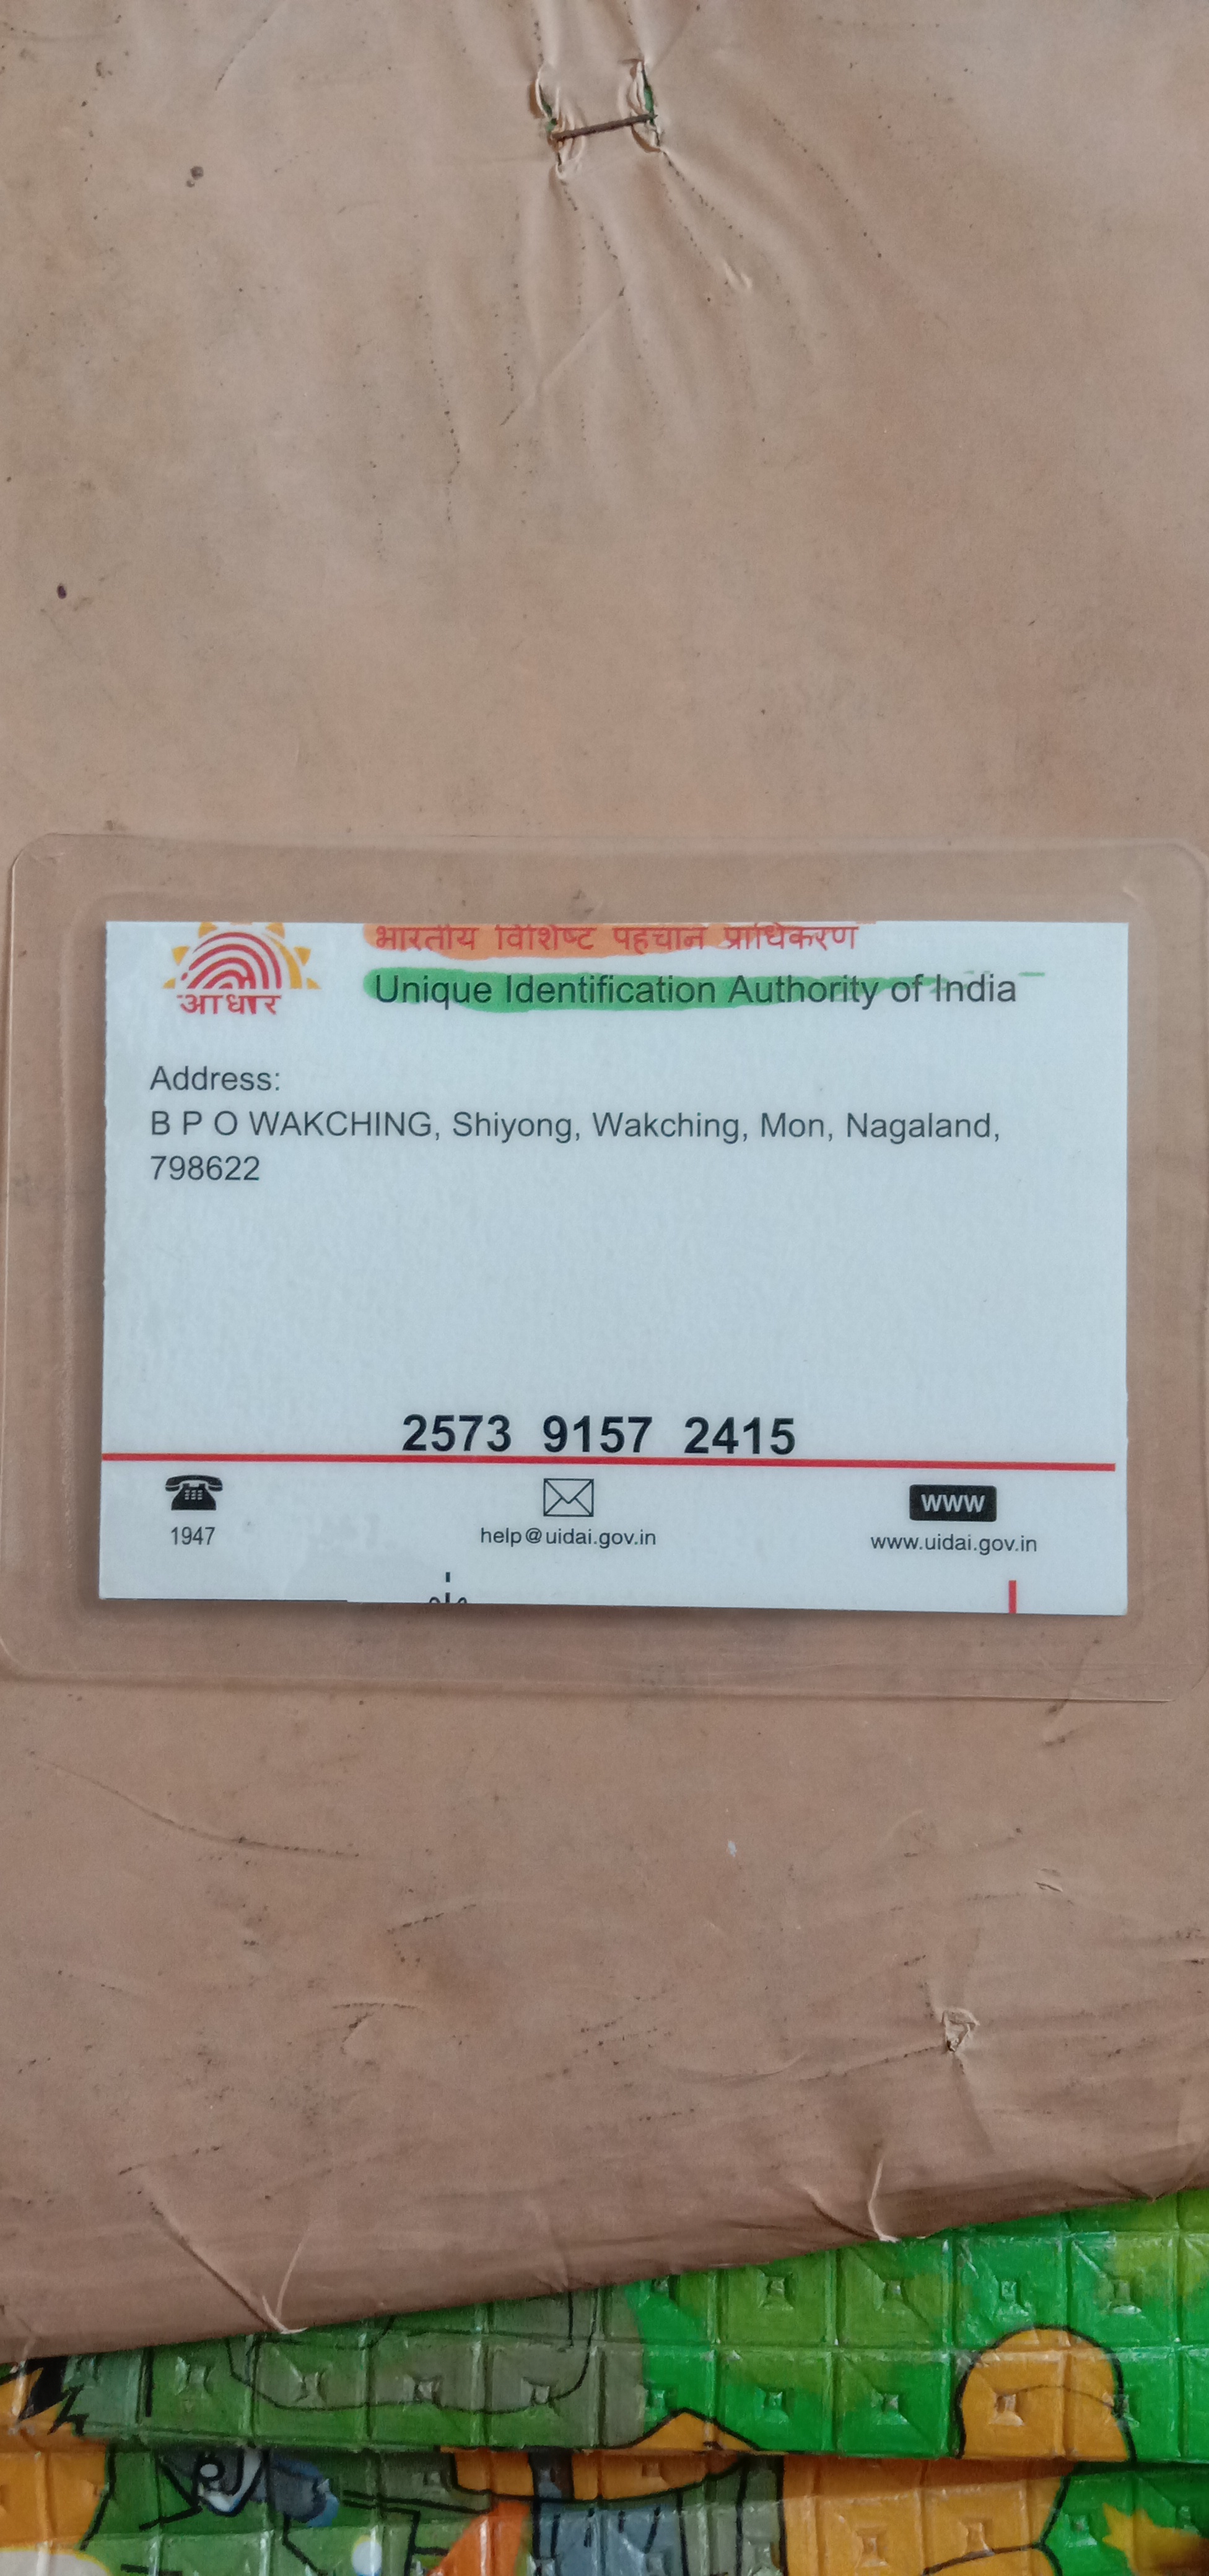 भारतीय विशिष्ट पहचान प्राधिकरण
आधार
Unique Identification Authority of India
Address:
B P O WAKCHING, Shiyong, Wakching, Mon, Nagaland,
798622
2573 9157 2415
www
1947
help@uidai.gov.in
www.uidai.gov.in